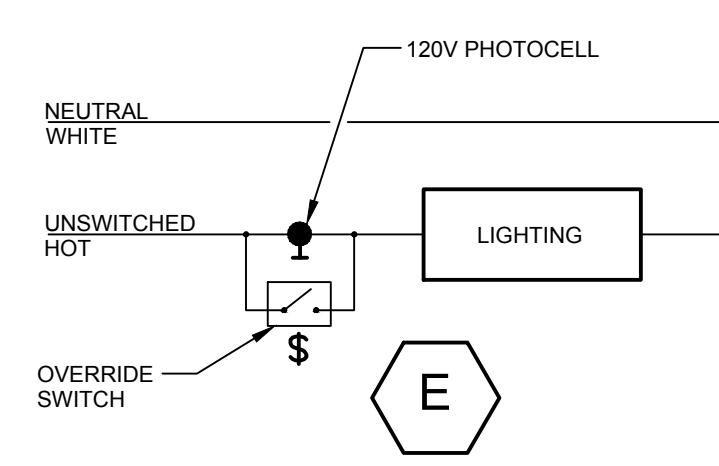 120V PHOTOCELL
NEUTRAL
WHITE
UNSWITCHED
HOT
LIGHTING
$
OVERRIDE
SWITCH
E